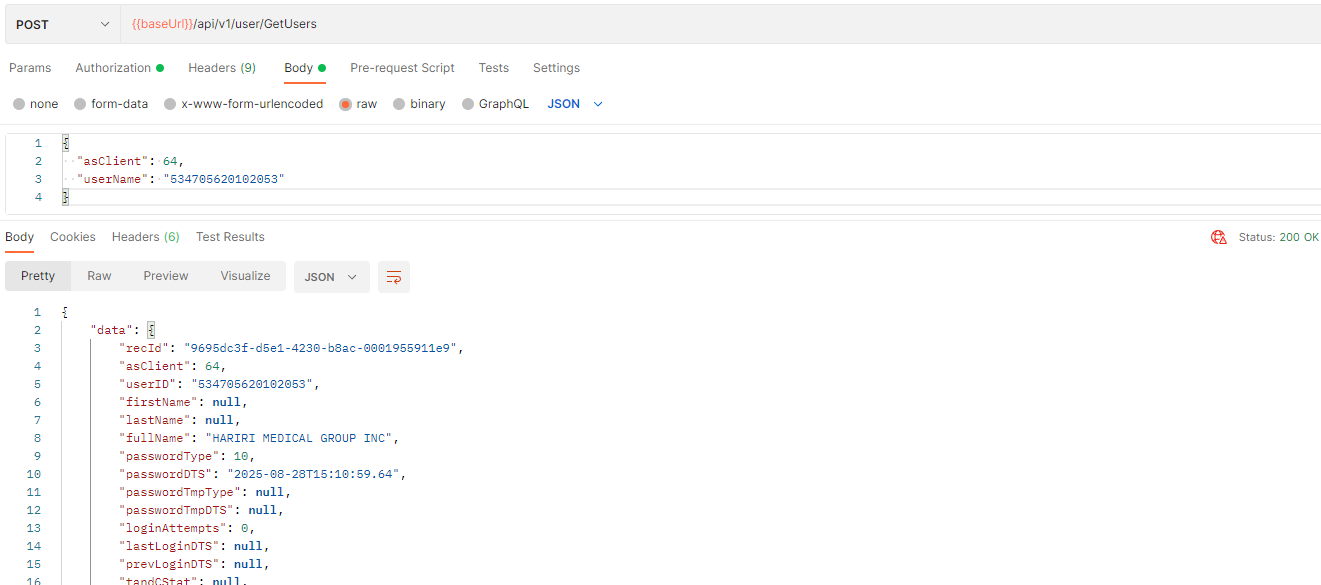 POST {{baseUrl}}/api/v1/user/GetUsers
Params Authorization Headers (9) Body Pre-request Script Tests Settings
none form-data x-www-form-urlencoded raw binary GraphQL JSON
1 {
2 "asClient": 64,
3 "userName": "534705620102053"
4 }
Body Cookies Headers (6) Test Results Status: 200 OK
Pretty Raw Preview Visualize JSON
1 {
2 "data": {
3 "recId": "9695dc3f-d5e1-4230-b8ac-0001955911e9",
4 "asClient": 64,
5 "userID": "534705620102053",
6 "firstName": null,
7 "lastName": null,
8 "fullName": "HARIRI MEDICAL GROUP INC",
9 "passwordType": 10,
10 "passwordDTS": "2025-08-28T15:10:59.64",
11 "passwordTmpType": null,
12 "passwordTmpDTS": null,
13 "loginAttempts": 0,
14 "lastLoginDTS": null,
15 "prevLoginDTS": null,
16 "tandCStat": null,